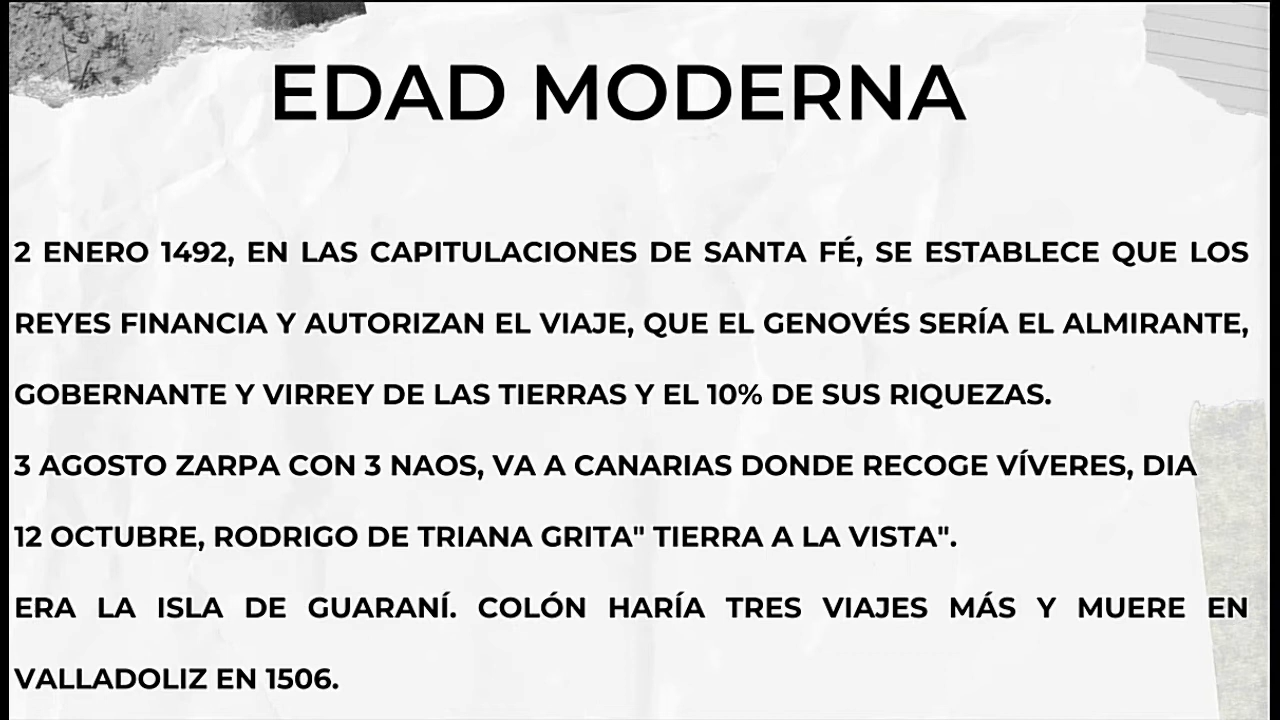 EDAD MODERNA
2 ENERO 1492, EN LAS CAPITULACIONES DE SANTA FÉ, SE ESTABLECE QUE LOS
REYES FINANCIA Y AUTORIZAN EL VIAJE, QUE EL GENOVÉS SERÍA EL ALMIRANTE,
GOBERNANTE Y VIRREY DE LAS TIERRAS Y EL 10% DE SUS RIQUEZAS.
3 AGOSTO ZARPA CON 3 NAOS, VA A CANARIAS DONDE RECOGE VÍVERES, DIA
12 OCTUBRE, RODRIGO DE TRIANA GRITA" TIERRA A LA VISTA".
ERA LA ISLA DE GUARANÍ. COLÓN HARÍA TRES VIAJES MÁS Y MUERE EN
VALLADOLIZ EN 1506.